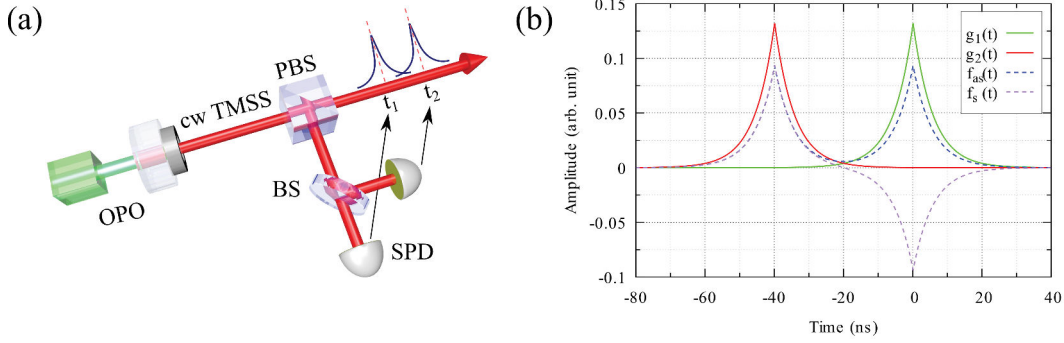 (a)
PBS
cw TMSS
t₁
t₂
BS
OPO
SPD
(b)
0.15
0.1
0.05
0
-0.05
-0.1
Amplitude (arb. unit)
g₁(t)
g₂(t)
fₐₛ(t)
fₛ (t)
-80 -60 -40 -20 0 20 40
Time (ns)